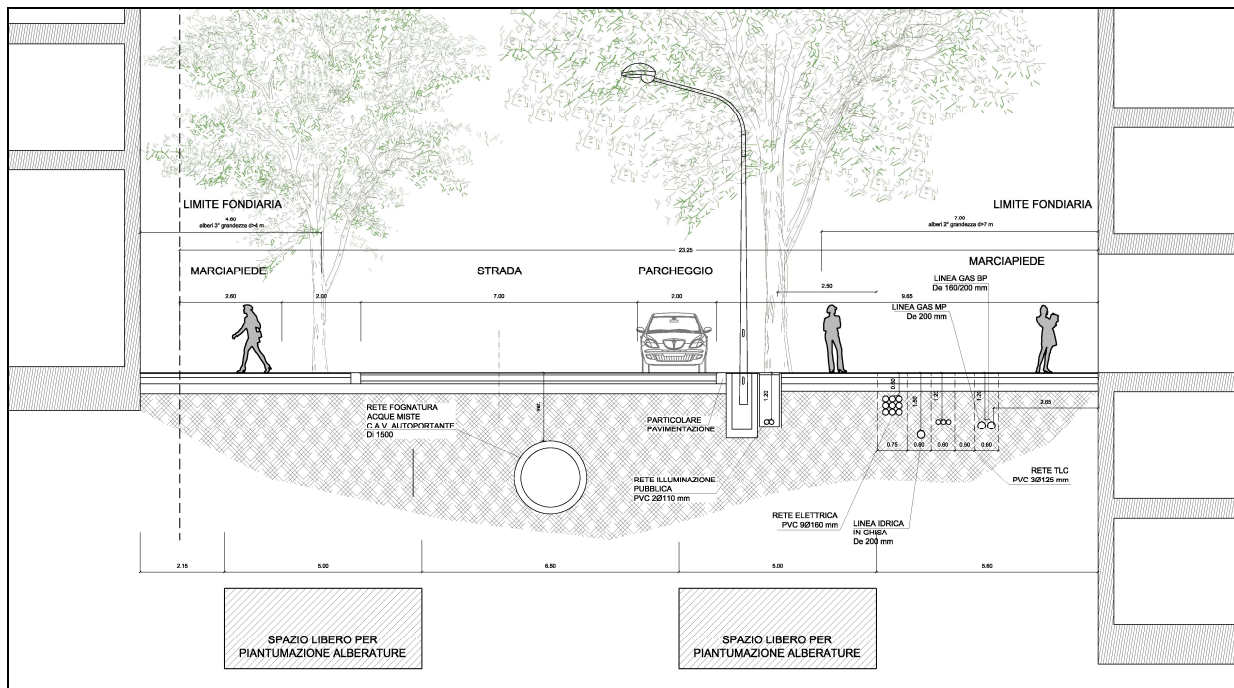 LIMITE FONDIARIA
4.60
alberi 3° grandezza d>4 m
LIMITE FONDIARIA
7.00
alberi 2° grandezza d>7 m
23.25
MARCIAPIEDE
STRADA
PARCHEGGIO
MARCIAPIEDE
LINEA GAS BP
De 160/200 mm
2.50
2.60
2.00
7.00
2.00
9.65
LINEA GAS MP
De 200 mm
0.60
1.50
1.20
1.20
1.20
var.
2.65
RETE FOGNATURA
ACQUE MISTE
C.A.V. AUTOPORTANTE
DI 1500
PARTICOLARE
PAVIMENTAZIONE
0.75
0.60
0.60
0.60
0.60
RETE TLC
PVC 3Ø125 mm
RETE ILLUMINAZIONE
PUBBLICA
PVC 2Ø110 mm
RETE ELETTRICA
PVC 9Ø160 mm
LINEA IDRICA
IN GHISA
De 200 mm
2.15
5.00
6.50
5.00
5.60
SPAZIO LIBERO PER
PIANTUMAZIONE ALBERATURE
SPAZIO LIBERO PER
PIANTUMAZIONE ALBERATURE